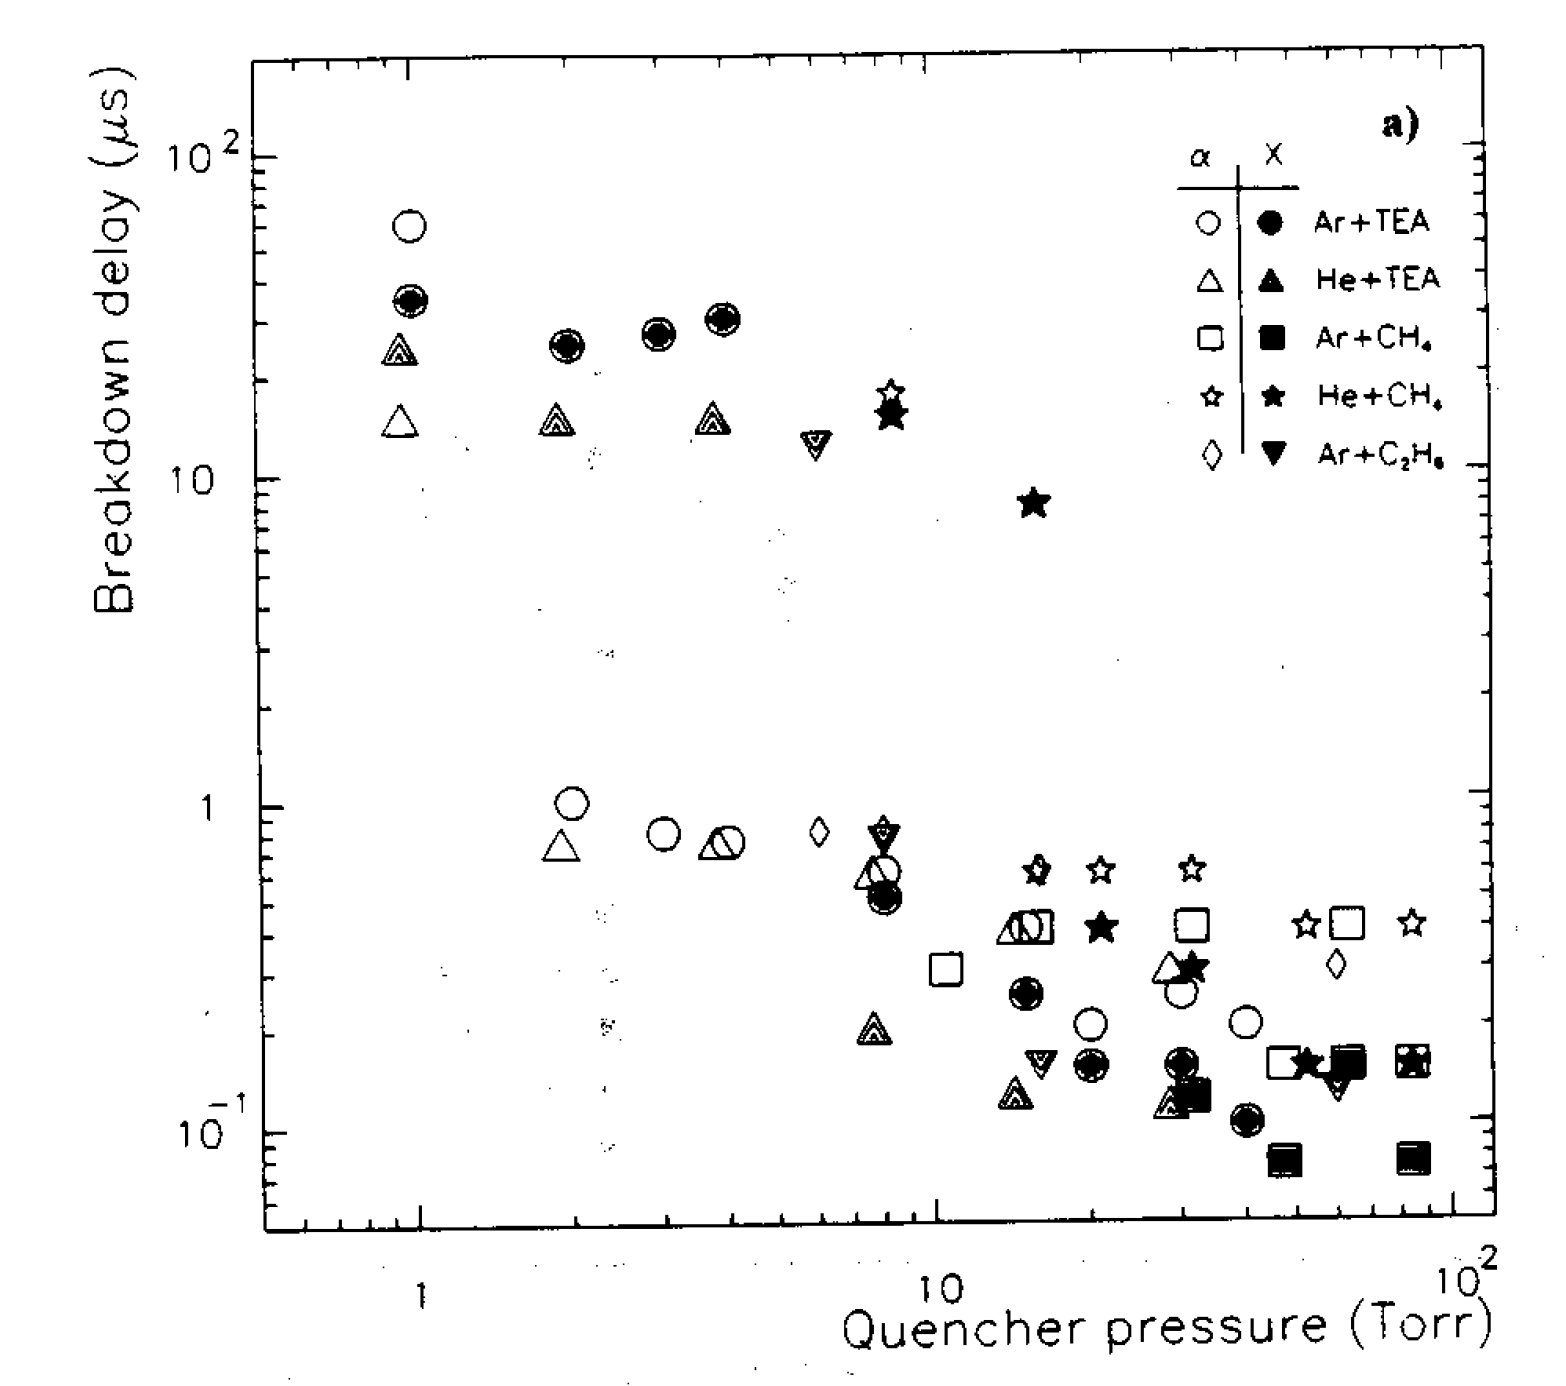 a)
α X
Ar+TEA
He+TEA
Ar+CH₄
He+CH₄
Ar+C₂H₆
Breakdown delay (μs)
10²
10
1
10⁻¹
1
10
10²
Quencher pressure (Torr)